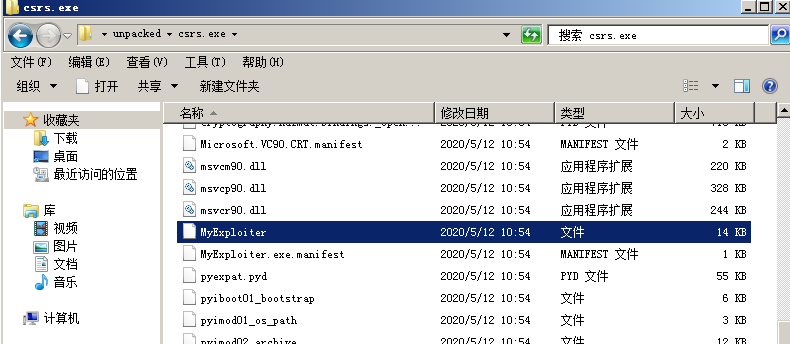 csrs.exe
unpacked csrs.exe 搜索 csrs.exe
文件(F) 编辑(E) 查看(V) 工具(T) 帮助(H)
组织 打开 共享 新建文件夹
收藏夹
下载
桌面
最近访问的位置
库
视频
图片
文档
音乐
计算机
名称 修改日期 类型 大小
Microsoft.VC90.CRT.manifest 2020/5/12 10:54 MANIFEST 文件 2 KB
msvcm90.dll 2020/5/12 10:54 应用程序扩展 220 KB
msvcp90.dll 2020/5/12 10:54 应用程序扩展 328 KB
msvcr90.dll 2020/5/12 10:54 应用程序扩展 244 KB
MyExploiter 2020/5/12 10:54 文件 14 KB
MyExploiter.exe.manifest 2020/5/12 10:54 MANIFEST 文件 1 KB
pyexpat.pyd 2020/5/12 10:54 PYD 文件 55 KB
pyiboot01_bootstrap 2020/5/12 10:54 文件 6 KB
pyimod01_os_path 2020/5/12 10:54 文件 3 KB
pyimod02_archive 2020/5/12 10:54 文件 12 KB